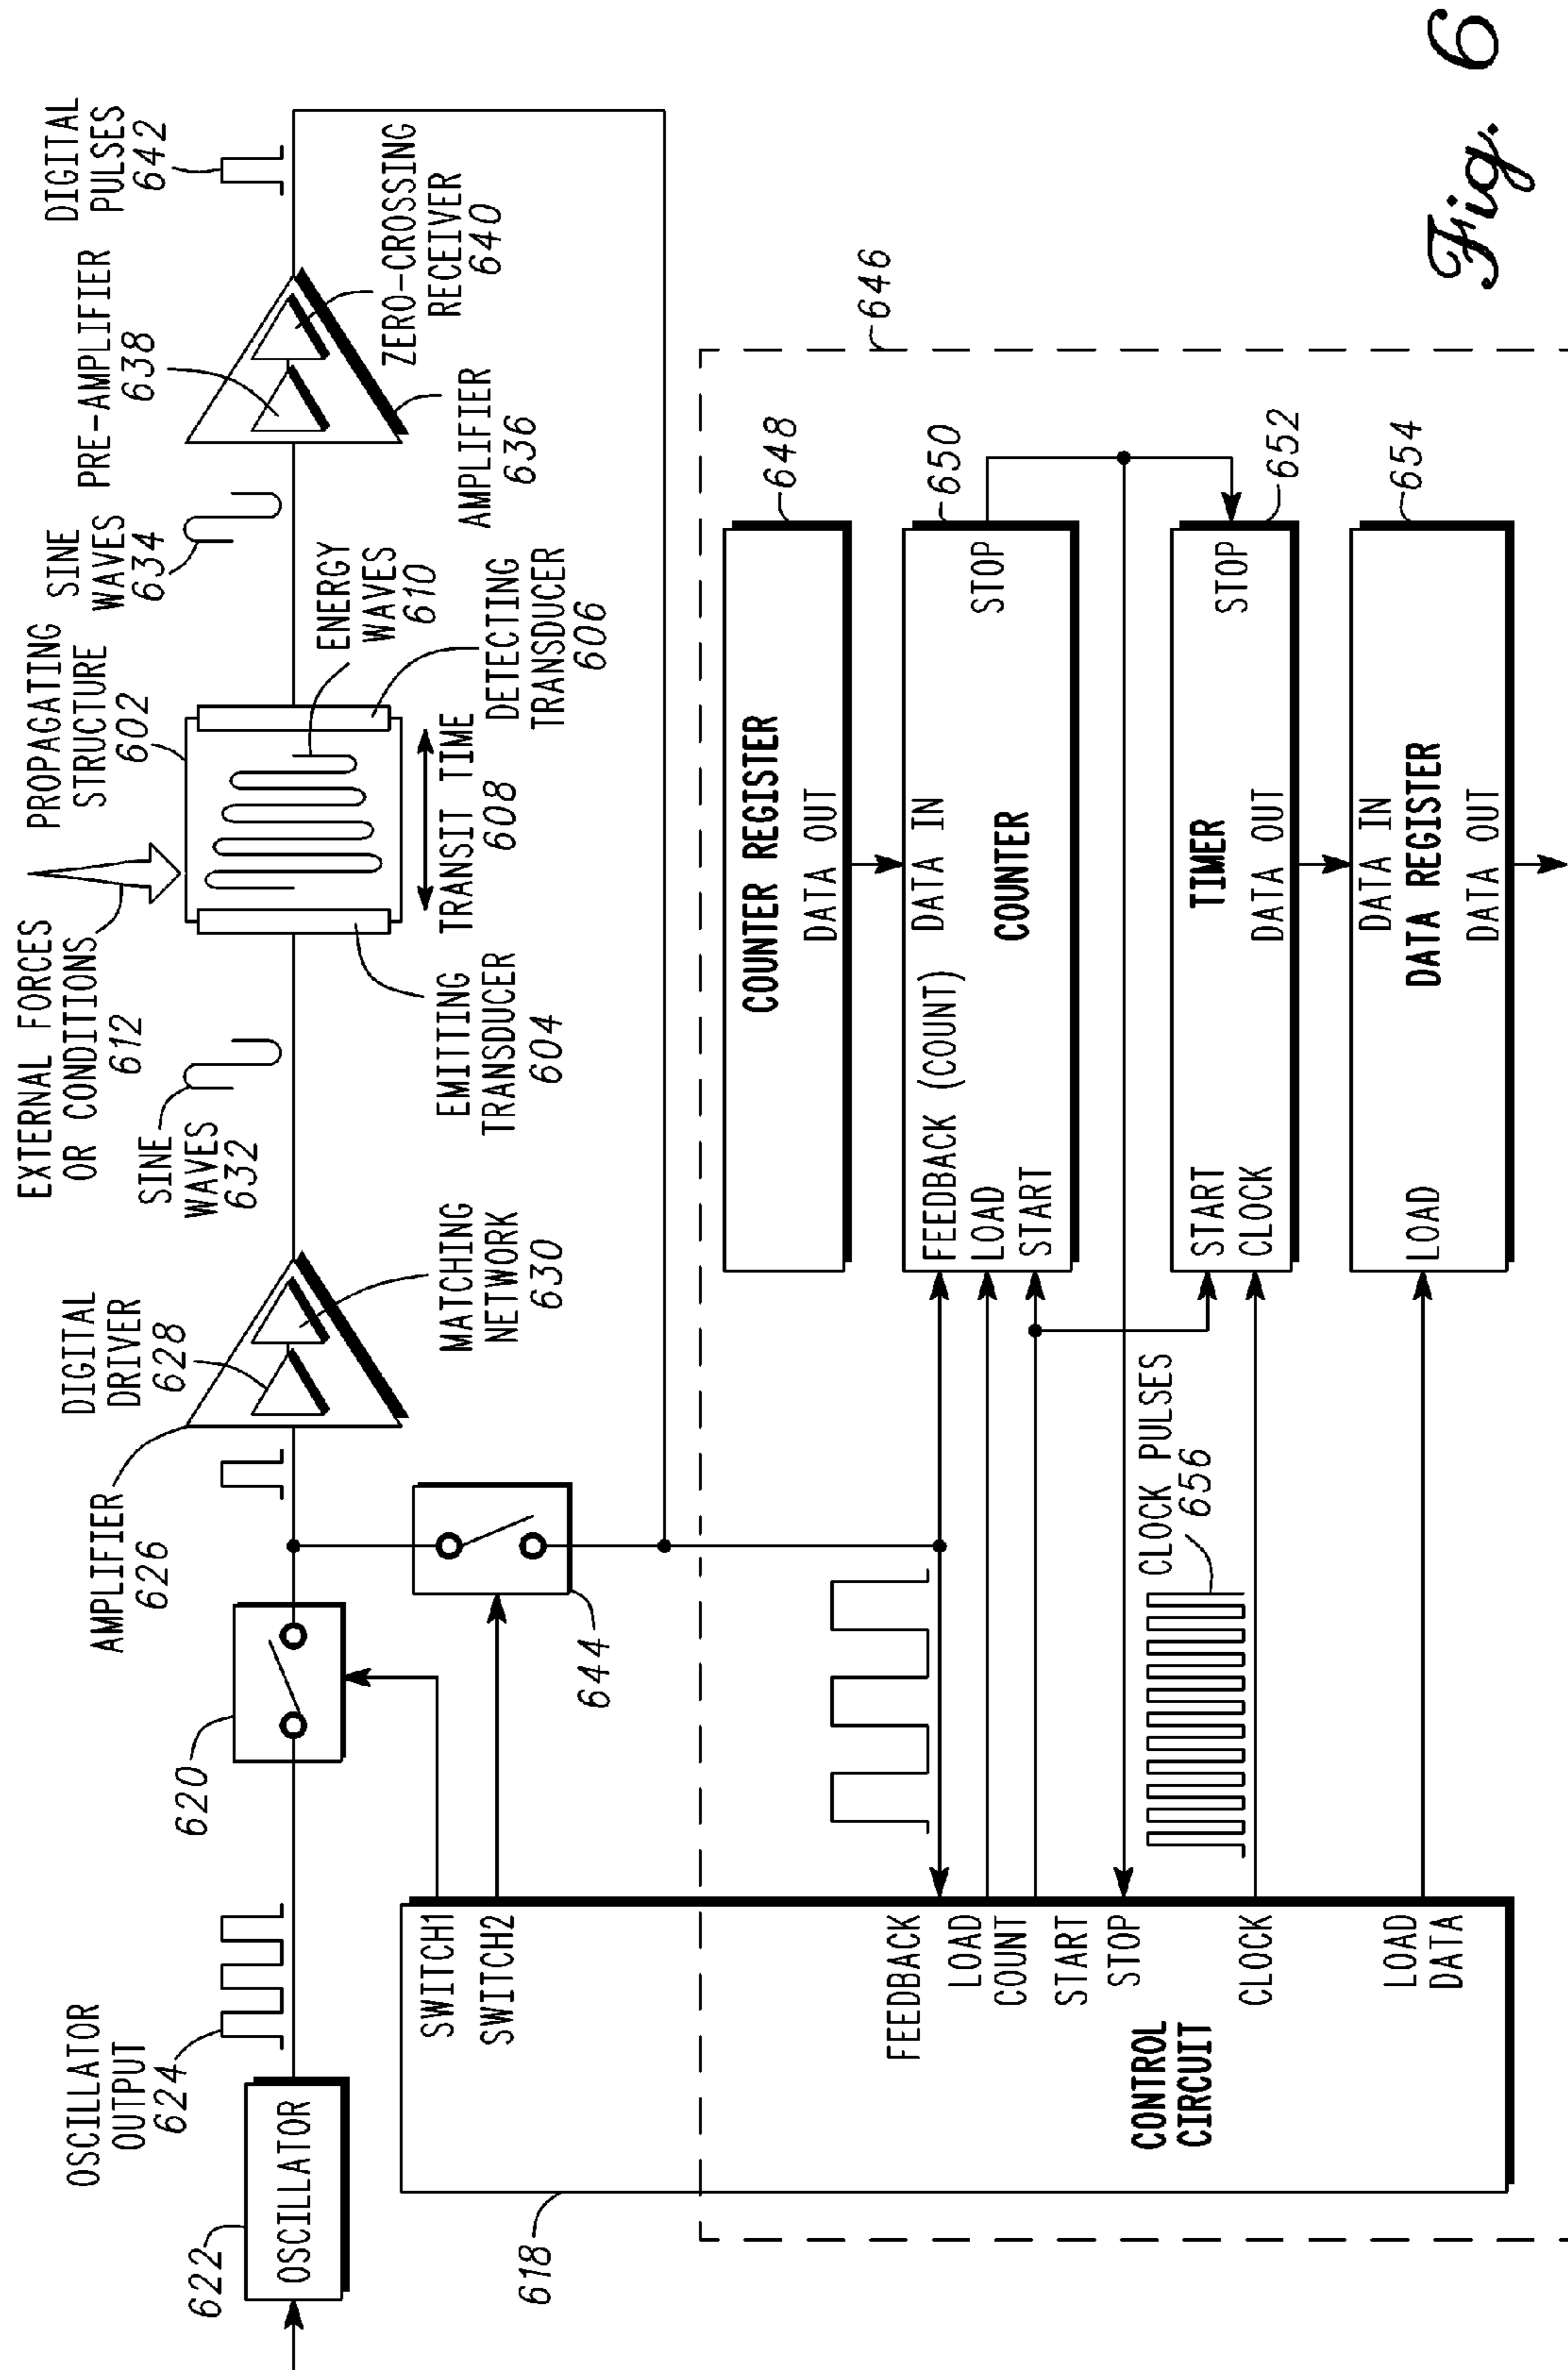 EXTERNAL FORCES
OR CONDITIONS
612
PROPAGATING
STRUCTURE
602
OSCILLATOR
OUTPUT
624
AMPLIFIER
626
DIGITAL
DRIVER
628
SINE
WAVES
632
SINE
WAVES
634
PRE-AMPLIFIER
638
DIGITAL
PULSES
642
622
OSCILLATOR
620
MATCHING
NETWORK
630
EMITTING
TRANSDUCER
604
TRANSIT TIME
608
ENERGY
WAVES
610
DETECTING
TRANSDUCER
606
AMPLIFIER
636
ZERO-CROSSING
RECEIVER
640
644
618
SWITCH1
SWITCH2
FEEDBACK
LOAD
COUNT
START
STOP
CLOCK
LOAD
DATA
CONTROL
CIRCUIT
CLOCK PULSES
656
646
COUNTER REGISTER
DATA OUT
648
FEEDBACK (COUNT)
DATA IN
LOAD
START
COUNTER
STOP
650
START
CLOCK
TIMER
DATA OUT
STOP
652
LOAD
DATA IN
DATA REGISTER
DATA OUT
654
Fig. 6